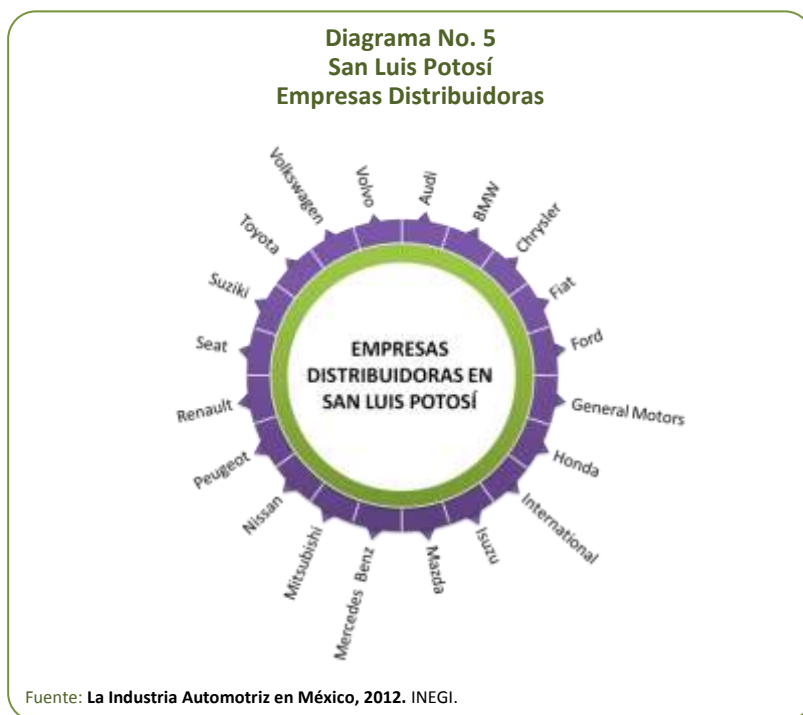 Diagrama No. 5
San Luis Potosí
Empresas Distribuidoras
Audi
BMW
Chrysler
Fiat
Ford
General Motors
Honda
International
Isuzu
Mazda
Mercedes Benz
Mitsubishi
Nissan
Peugeot
Renault
Seat
Suziki
Toyota
Volkswagen
Volvo
EMPRESAS
DISTRIBUIDORAS EN
SAN LUIS POTOSÍ
Fuente: La Industria Automotriz en México, 2012. INEGI.